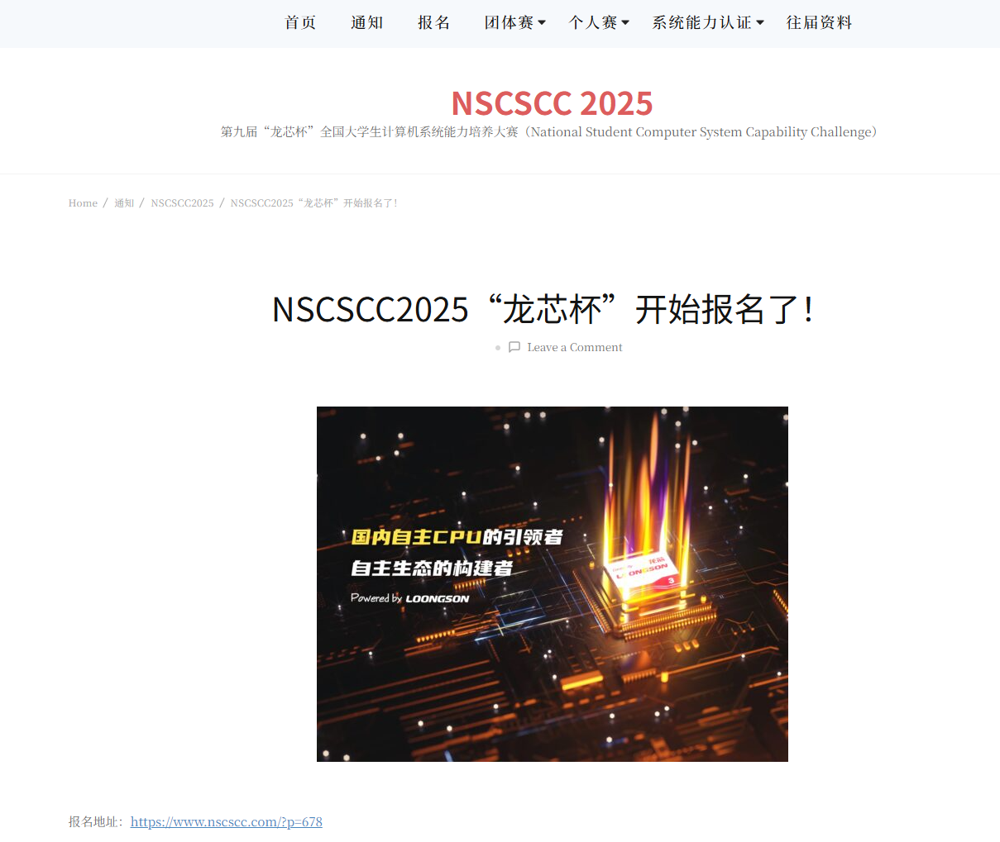 首页 通知 报名 团体赛 个人赛 系统能力认证 往届资料
NSCSCC 2025
第九届“龙芯杯”全国大学生计算机系统能力培养大赛（National Student Computer System Capability Challenge）
Home / 通知 / NSCSCC2025 / NSCSCC2025“龙芯杯”开始报名了！
NSCSCC2025“龙芯杯”开始报名了！
Leave a Comment
国内自主CPU的引领者
自主生态的构建者
Powered by LOONGSON
龙芯
LOONGSON
3
报名地址：https://www.nscscc.com/?p=678